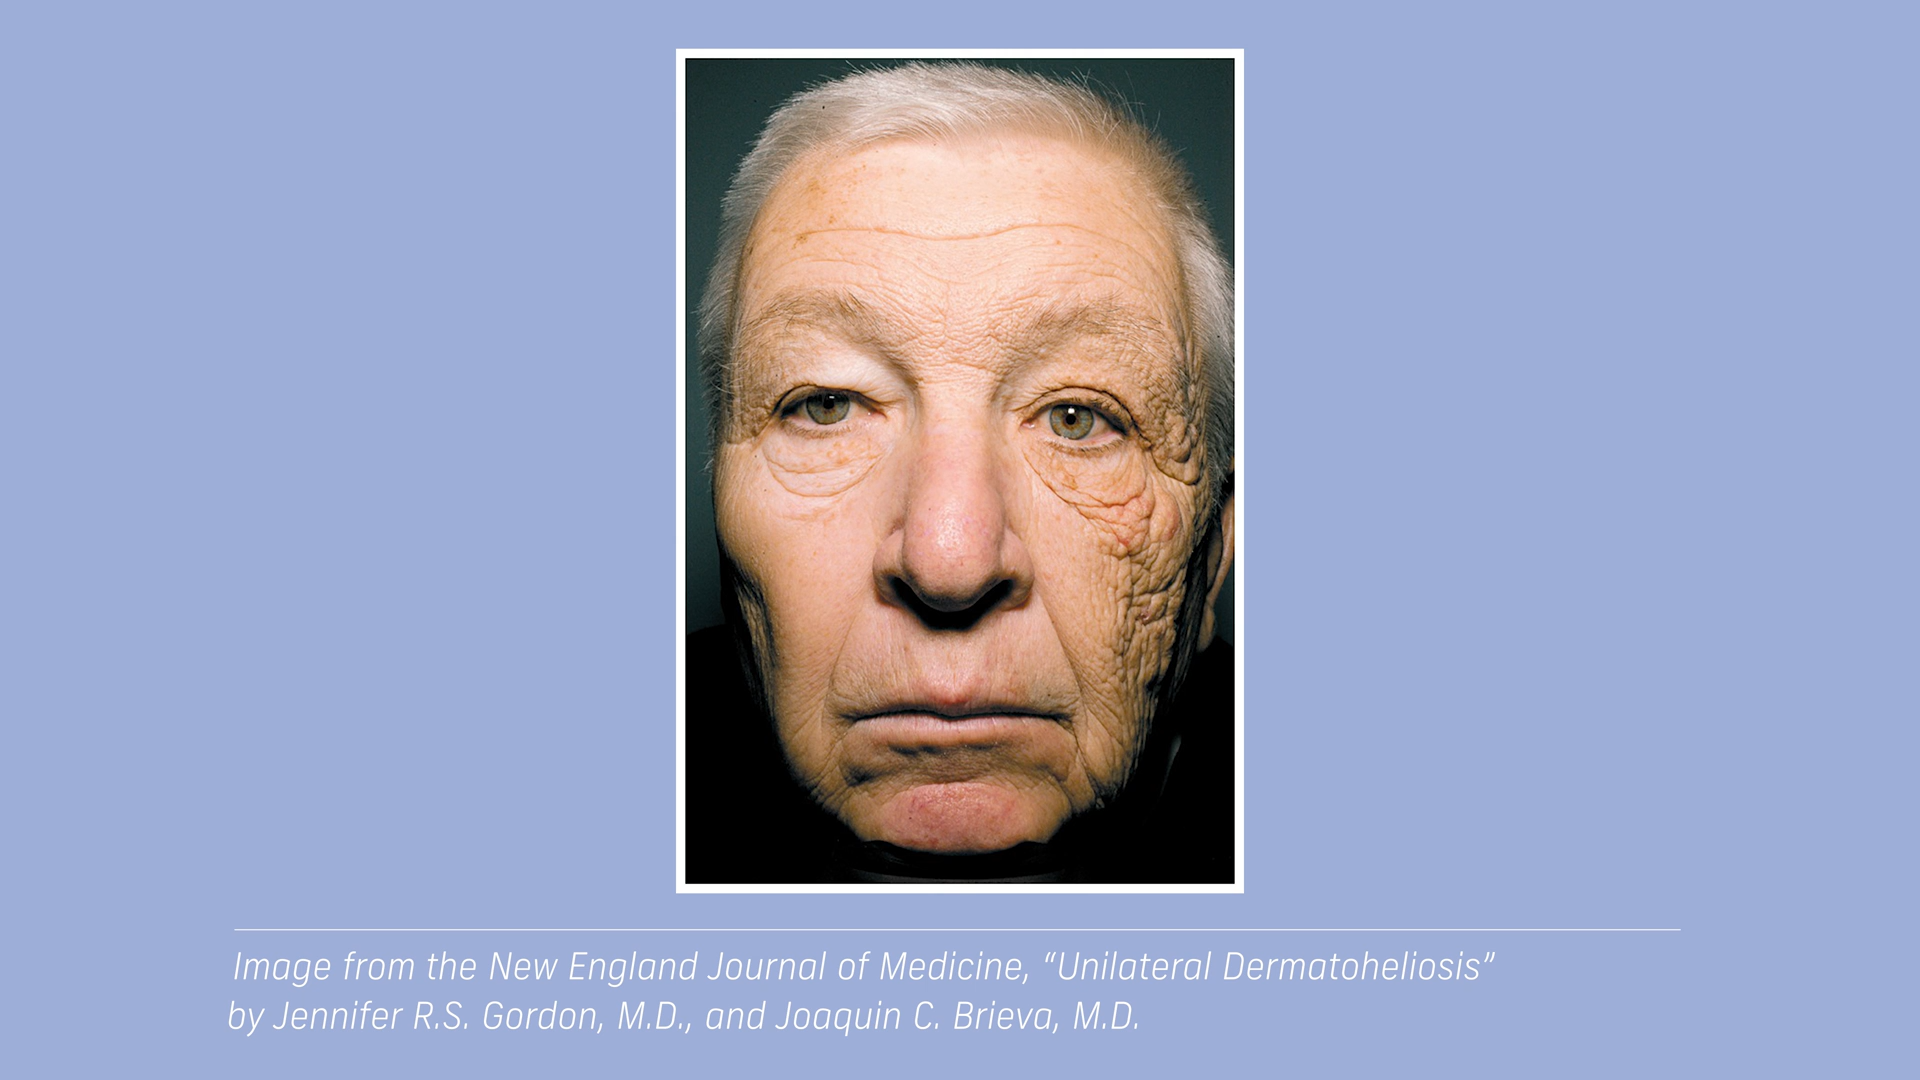 Image from the New England Journal of Medicine, “Unilateral Dermatoheliosis”
by Jennifer R.S. Gordon, M.D., and Joaquin C. Brieva, M.D.